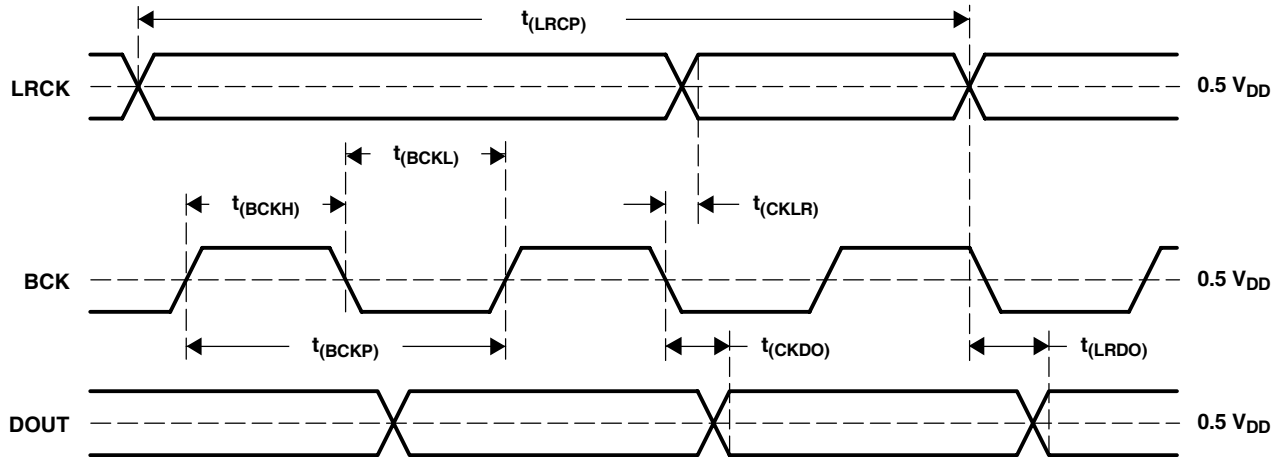 t(LRCP)
LRCK
0.5 VDD
t(BCKL)
t(BCKH)
t(CKLR)
BCK
0.5 VDD
t(BCKP)
t(CKDO)
t(LRDO)
DOUT
0.5 VDD